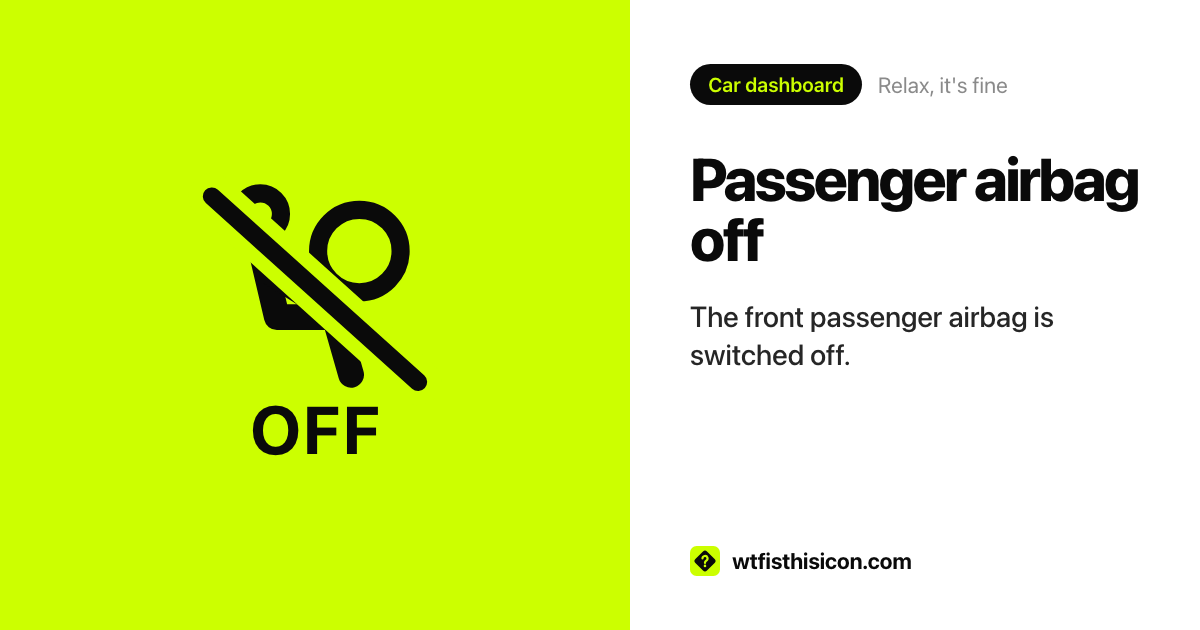 OFF
Car dashboard
Relax, it's fine
Passenger airbag
off
The front passenger airbag is
switched off.
?
wtfisthisicon.com